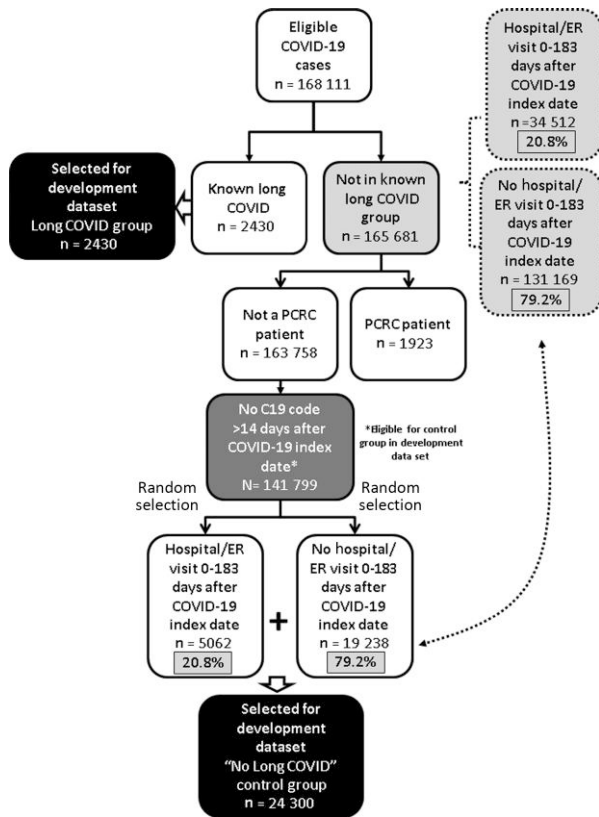 Eligible
COVID-19
cases
n = 168 111
Hospital/ER
visit 0-183
days after
COVID-19
index date
n =34 512
20.8%
Selected for
development
dataset
Long COVID group
n = 2430
Known long
COVID
n = 2430
Not in known
long COVID
group
n = 165 681
No hospital/
ER visit 0-183
days after
COVID-19
index date
n = 131 169
79.2%
Not a PCRC
patient
n = 163 758
PCRC patient
n = 1923
No C19 code
>14 days after
COVID-19 index
date*
N= 141 799
*Eligible for control
group in development
data set
Random
selection
Random
selection
Hospital/ER
visit 0-183
days after
COVID-19
index date
n = 5062
20.8%
+
No hospital/
ER visit 0-183
days after
COVID-19
index date
n = 19 238
79.2%
Selected for
development
dataset
“No Long COVID”
control group
n = 24 300